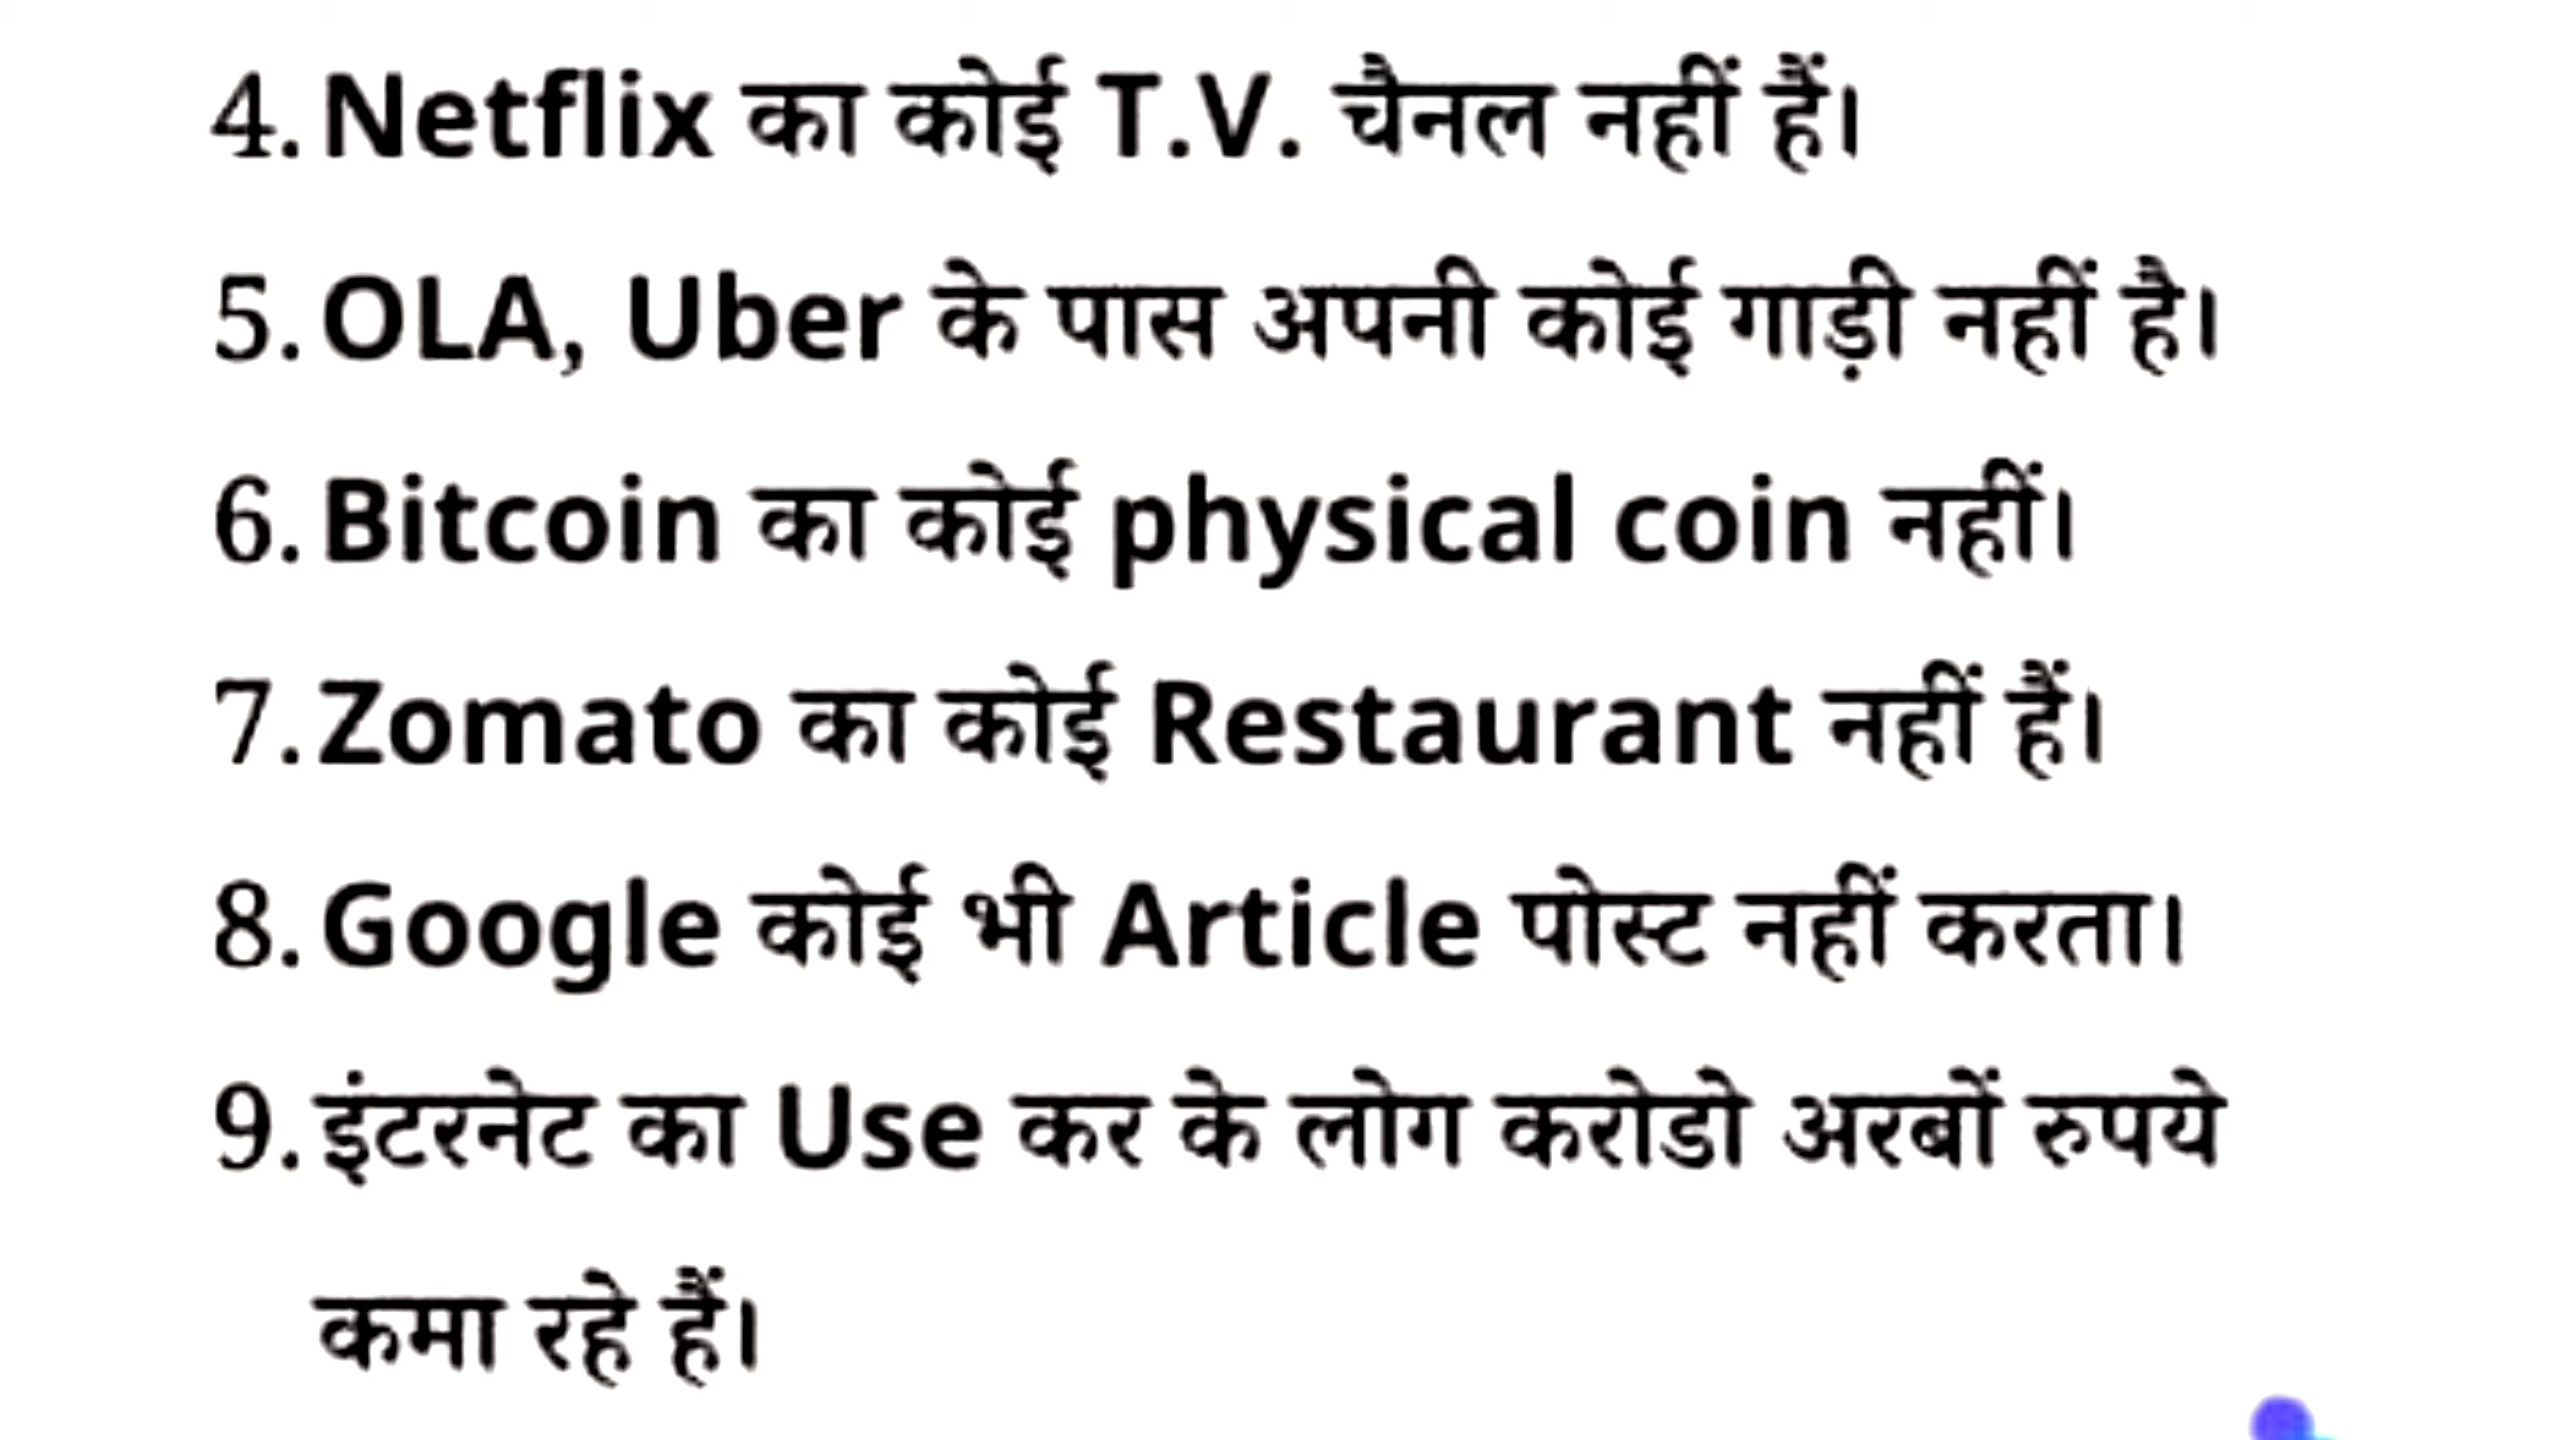 4. Netflix का कोई T.V. चैनल नहीं हैं।
5. OLA, Uber के पास अपनी कोई गाड़ी नहीं है।
6. Bitcoin का कोई physical coin नहीं।
7. Zomato का कोई Restaurant नहीं हैं।
8. Google कोई भी Article पोस्ट नहीं करता।
9. इंटरनेट का Use कर के लोग करोडो अरबों रुपये
कमा रहे हैं।